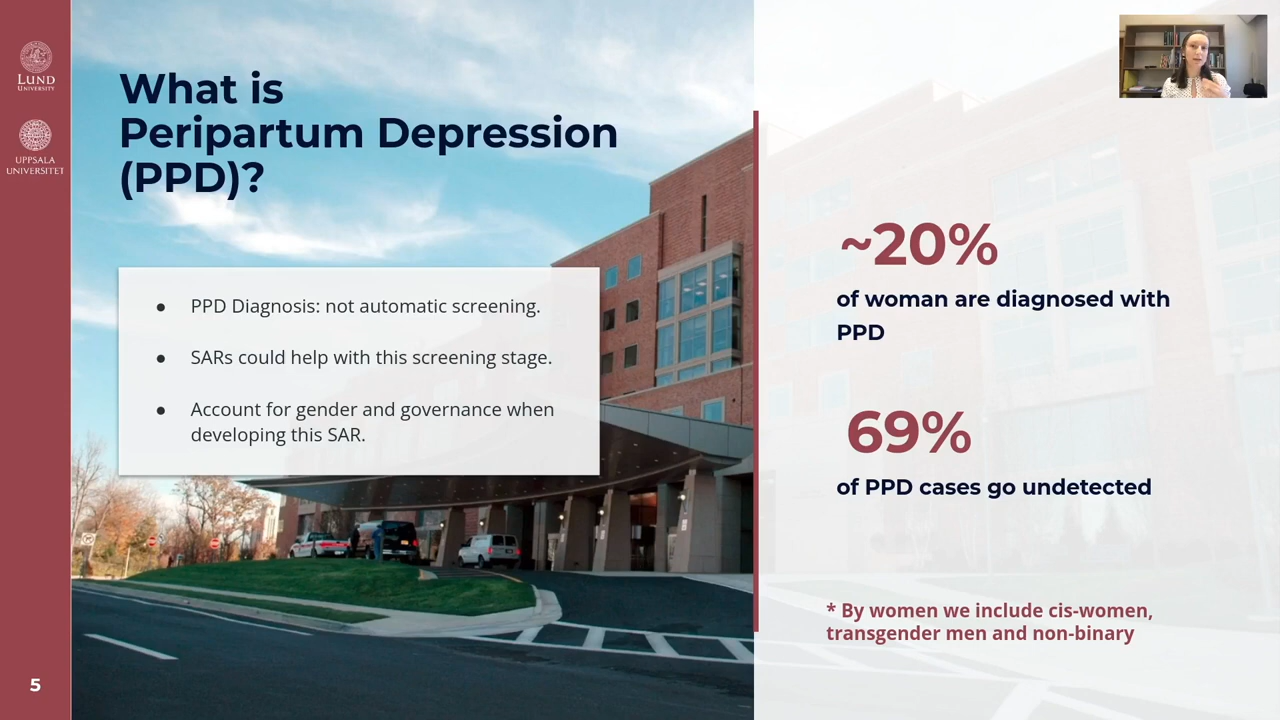 LUND
UNIVERSITY
UPPSALA
UNIVERSITET
What is
Peripartum Depression
(PPD)?
● PPD Diagnosis: not automatic screening.
● SARs could help with this screening stage.
● Account for gender and governance when
developing this SAR.
~20%
of woman are diagnosed with
PPD
69%
of PPD cases go undetected
* By women we include cis-women,
transgender men and non-binary
5